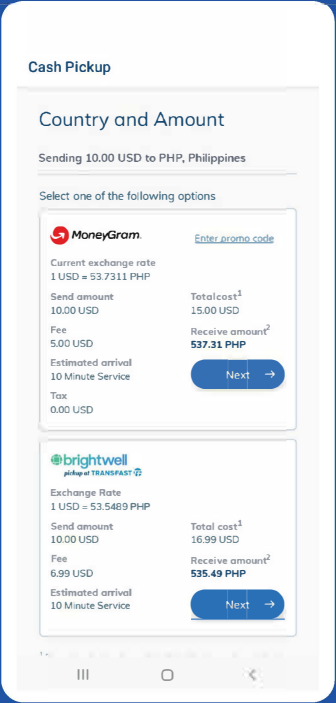 Cash Pickup
Country and Amount
Sending 10.00 USD to PHP, Philippines
Select one of the following options
MoneyGram.
Enter promo code
Current exchange rate
1 USD = 53.7311 PHP
Send amount
10.00 USD
Totalcost1
15.00 USD
Fee
5.00 USD
Receive amount2
537.31 PHP
Estimated arrival
10 Minute Service
Next →
Tax
0.00 USD
brightwell
pickup at TRANSFAST
Exchange Rate
1 USD = 53.5489 PHP
Send amount
10.00 USD
Total cost1
16.99 USD
Fee
6.99 USD
Receive amount2
535.49 PHP
Estimated arrival
10 Minute Service
Next →